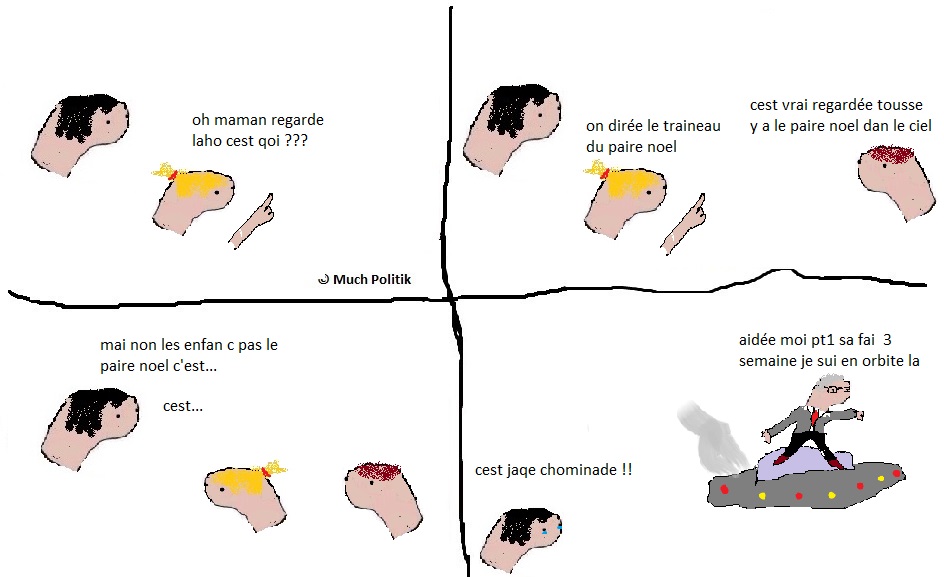 oh maman regarde
laho cest qoi ???
on dirée le traineau
du paire noel
cest vrai regardée tousse
y a le paire noel dan le ciel
Much Politik
mai non les enfan c pas le
paire noel c'est...
cest...
cest jaqe chominade !!
aidée moi pt1 sa fai 3
semaine je sui en orbite la